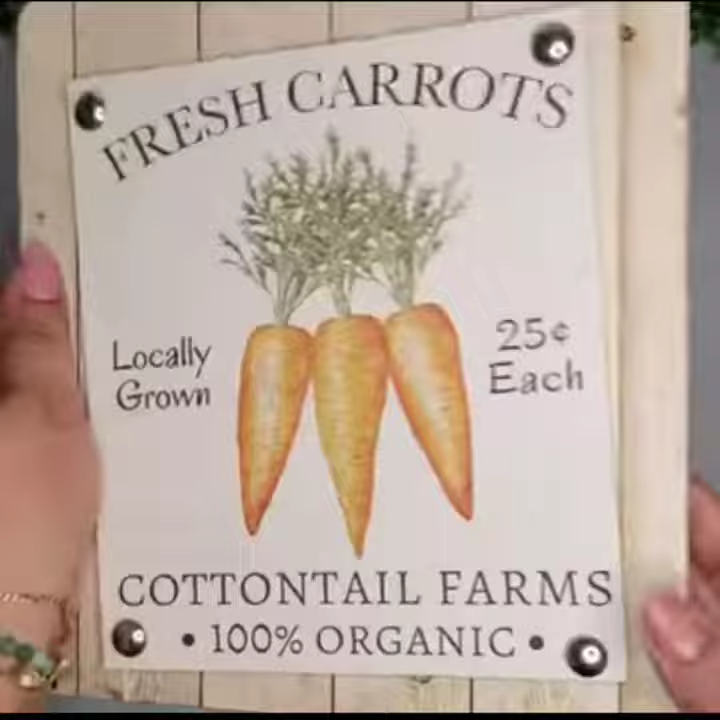 FRESH CARROTS
Locally
Grown
25¢
Each
COTTONTAIL FARMS
• 100% ORGANIC •